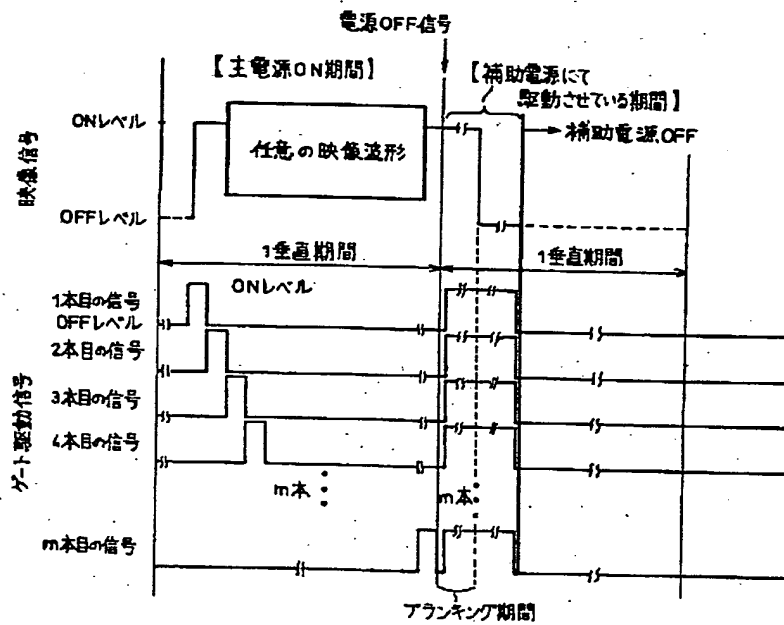 電源OFF信号
【主電源ON期間】
【補助電源にて
駆動させている期間】
映像信号
ONレベル
任意の映像波形
補助電源OFF
OFFレベル
1垂直期間
1垂直期間
ゲート駆動信号
ONレベル
1本目の信号
OFFレベル
2本目の信号
3本目の信号
4本目の信号
m本
m本
m本目の信号
ブランキング期間